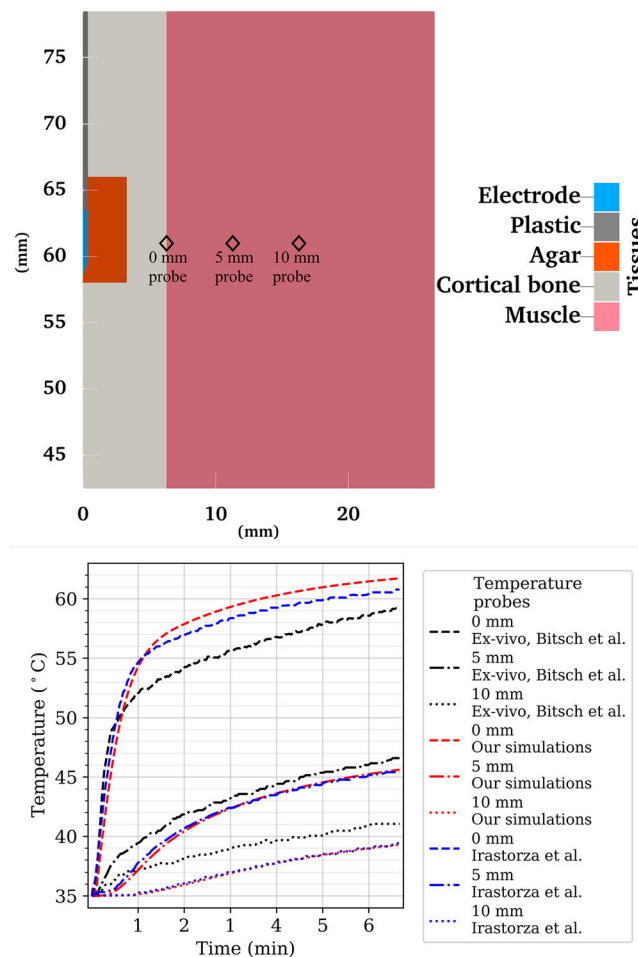 75
70
65
60
55
50
45
(mm)
0 mm
probe
5 mm
probe
10 mm
probe
0
10
20
(mm)
Electrode
Plastic
Agar
Cortical bone
Muscle
Tissues
60
55
50
45
40
35
Temperature (°C)
1
2
1
4
5
6
Time (min)
Temperature
probes
0 mm
Ex-vivo, Bitsch et al.
5 mm
Ex-vivo, Bitsch et al.
10 mm
Ex-vivo, Bitsch et al.
0 mm
Our simulations
5 mm
Our simulations
10 mm
Our simulations
0 mm
Irastorza et al.
5 mm
Irastorza et al.
10 mm
Irastorza et al.